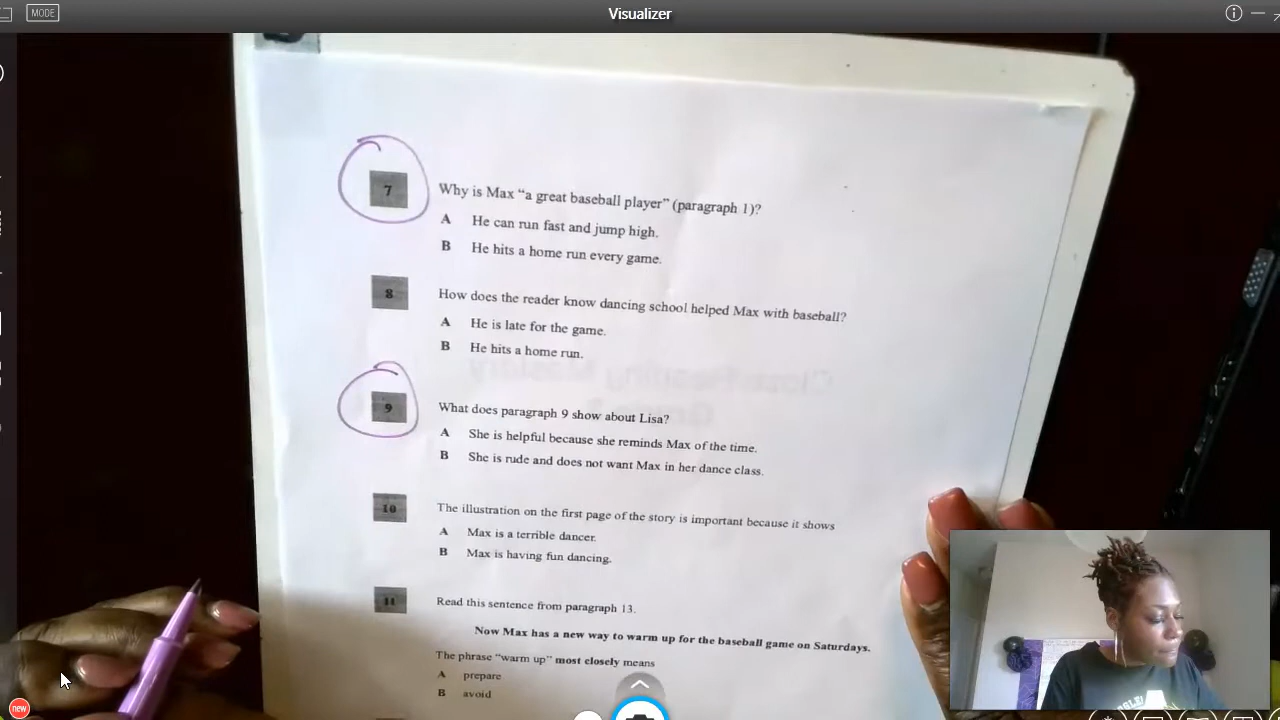 MODE
Visualizer
7
Why is Max “a great baseball player” (paragraph 1)?
A He can run fast and jump high.
B He hits a home run every game.
8
How does the reader know dancing school helped Max with baseball?
A He is late for the game.
B He hits a home run.
9
What does paragraph 9 show about Lisa?
A She is helpful because she reminds Max of the time.
B She is rude and does not want Max in her dance class.
10
The illustration on the first page of the story is important because it shows
A Max is a terrible dancer.
B Max is having fun dancing.
11
Read this sentence from paragraph 13.
Now Max has a new way to warm up for the baseball game on Saturdays.
The phrase “warm up” most closely means
A prepare
B avoid
new